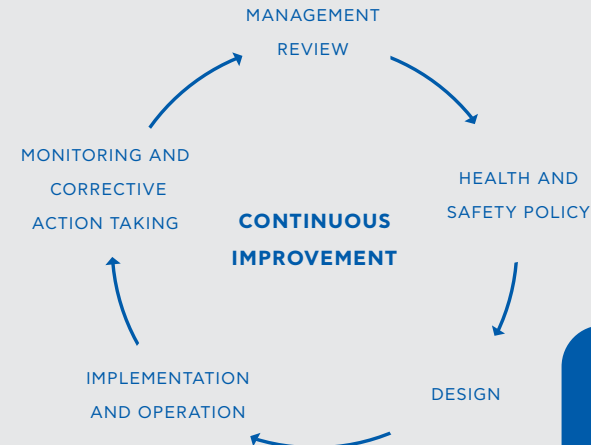 MANAGEMENT
REVIEW
HEALTH AND
SAFETY POLICY
DESIGN
IMPLEMENTATION
AND OPERATION
MONITORING AND
CORRECTIVE
ACTION TAKING
CONTINUOUS
IMPROVEMENT